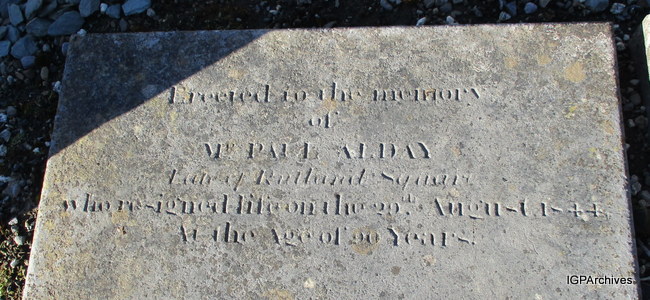 Erected to the memory
of
Mr PAUL ALDAY
Late of Rutland Square
who resigned life on the 29th August 1844
At the Age of 90 Years.
IGPArchives